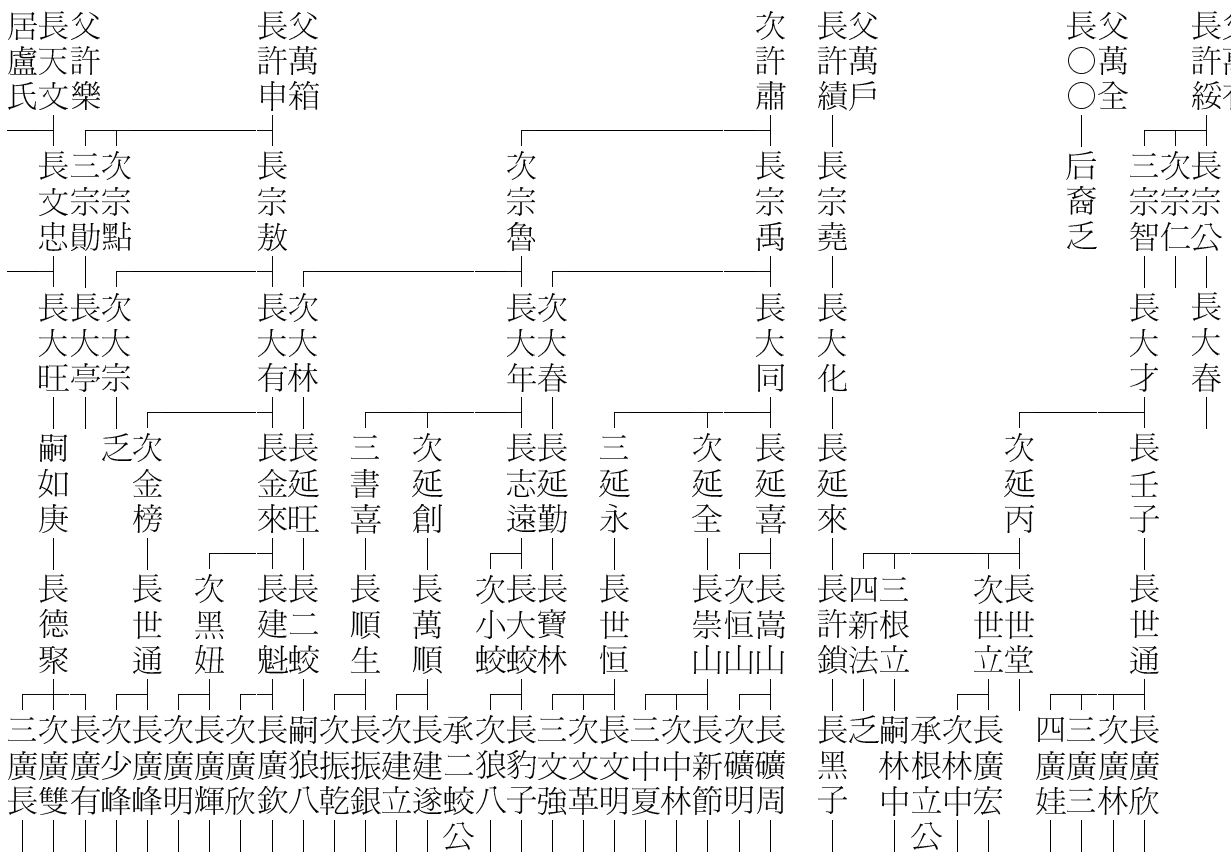 長許綏
父萬全
長〇〇
父萬戶
長許績
次許肅
父萬箱
長許申
父許樂
長天文
居盧氏
長宗公
次宗仁
三宗智
后裔乏
長宗堯
長宗禹
次宗魯
長宗敖
次宗點
三宗勛
長文忠
長大春
長大才
長大化
長大同
次大春
長大年
次大林
長大有
次大宗
長大亭
長大旺
長壬子
次延丙
長延來
長延喜
次延全
三延永
長延勤
長志遠
次延創
三書喜
長延旺
長金來
次金榜
乏
嗣如庚
長世通
長世堂
次世立
三根立
四新法
長許鎖
長嵩山
次恒山
長崇山
長世恒
長寶林
長大蛟
次小蛟
長萬順
長順生
長二蛟
長建魁
次黑妞
長世通
長德聚
長廣欣
次廣林
三廣三
四廣娃
長廣宏
次林中
承根立公
嗣林中
乏
長黑子
長礦周
次礦明
長新節
次中林
三中夏
長文明
次文革
三文強
長豹子
次狼八
承二蛟公
長建遂
次建立
長振銀
次振乾
嗣狼八
長廣欽
次廣欣
長廣輝
次廣明
長廣峰
次少峰
長廣有
次廣雙
三廣長